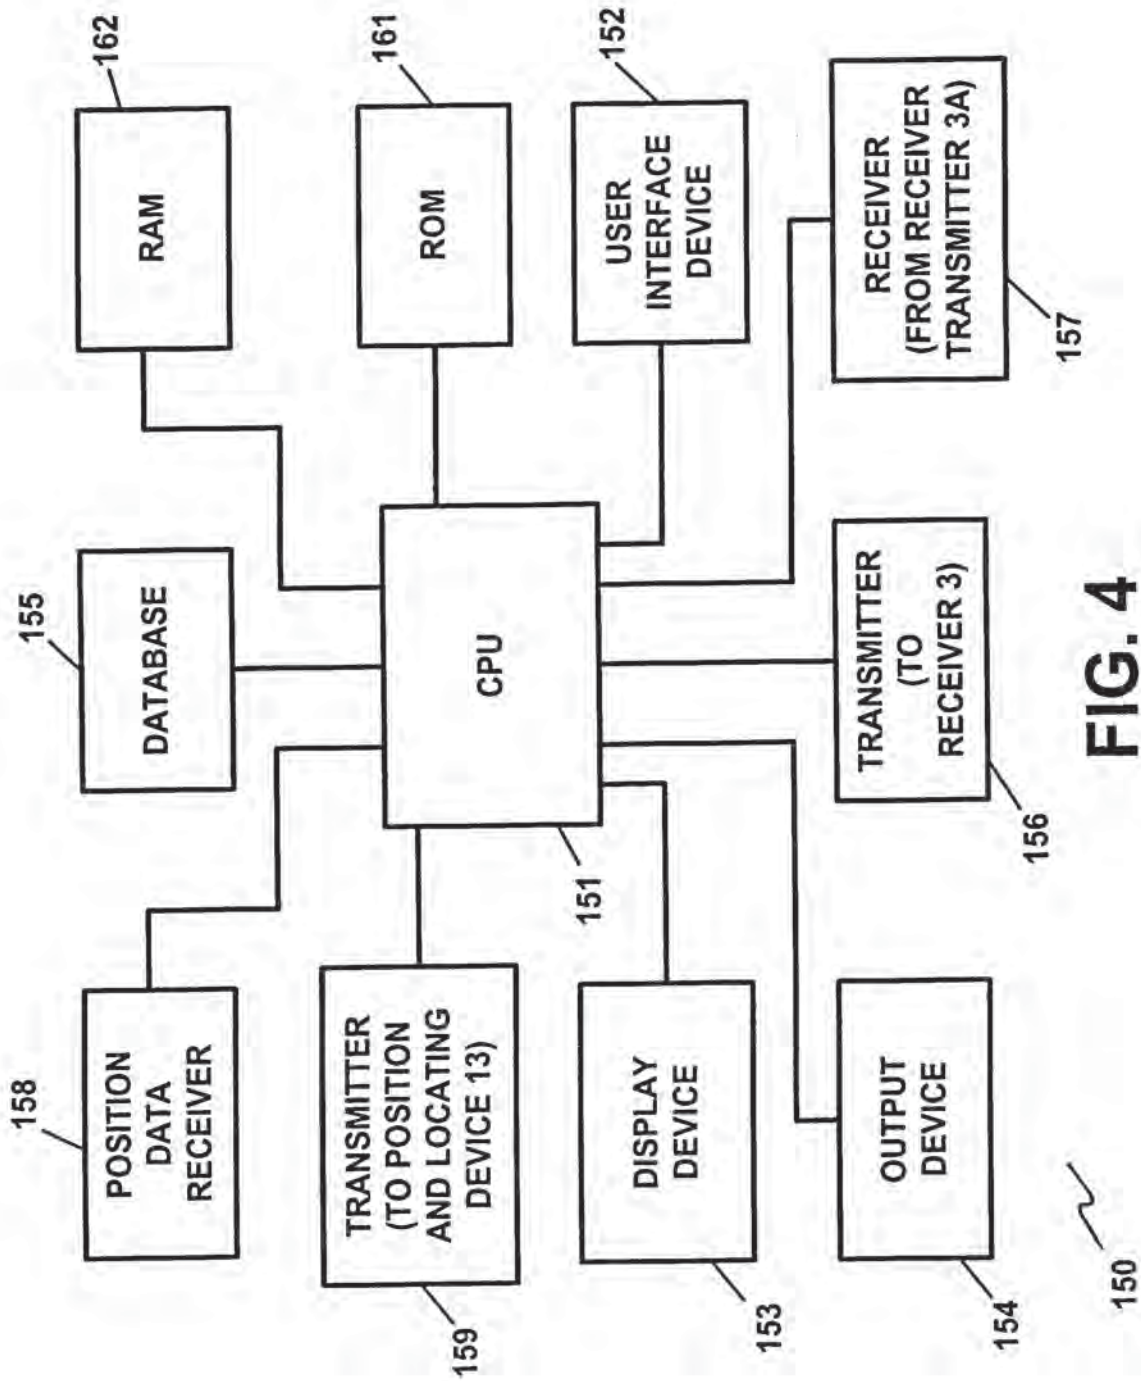 158
POSITION
DATA
RECEIVER
155
DATABASE
162
RAM
159
TRANSMITTER
(TO POSITION
AND LOCATING
DEVICE 13)
151
CPU
161
ROM
153
DISPLAY
DEVICE
152
USER
INTERFACE
DEVICE
154
OUTPUT
DEVICE
156
TRANSMITTER
(TO
RECEIVER 3)
157
RECEIVER
(FROM RECEIVER
TRANSMITTER 3A)
150
FIG. 4